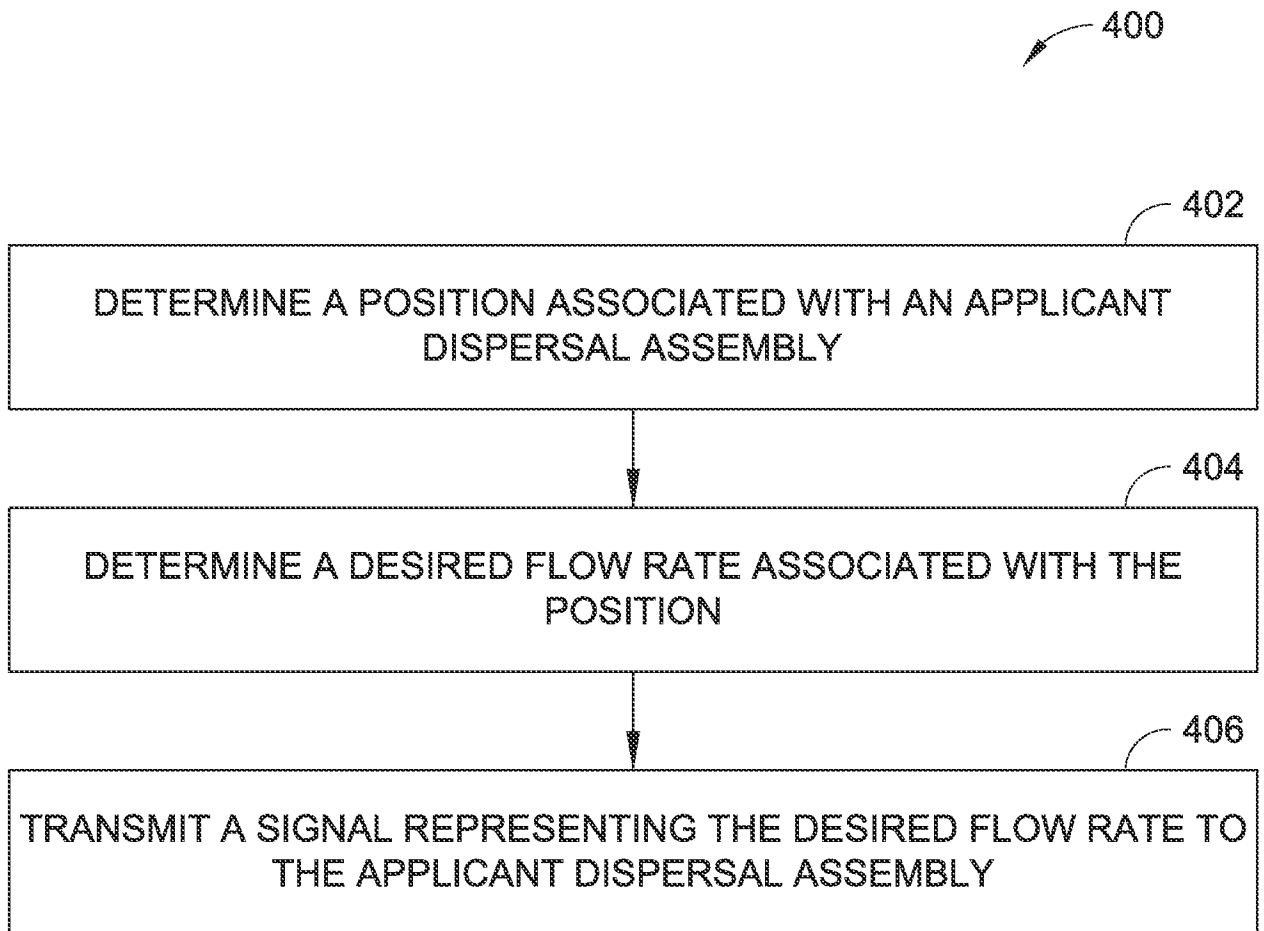 400
402
DETERMINE A POSITION ASSOCIATED WITH AN APPLICANT
DISPERSAL ASSEMBLY
404
DETERMINE A DESIRED FLOW RATE ASSOCIATED WITH THE
POSITION
406
TRANSMIT A SIGNAL REPRESENTING THE DESIRED FLOW RATE TO
THE APPLICANT DISPERSAL ASSEMBLY